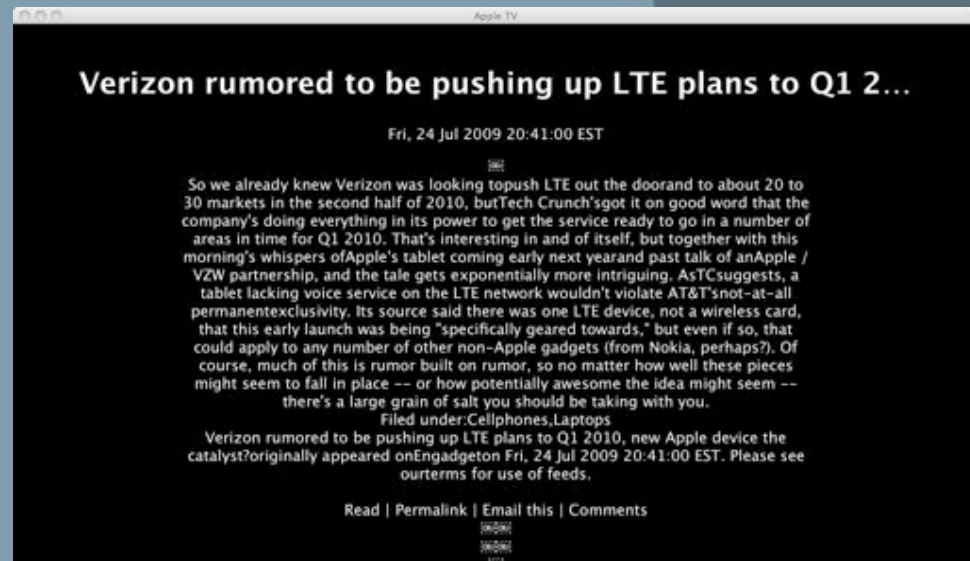 Apple TV
Verizon rumored to be pushing up LTE plans to Q1 2...
Fri, 24 Jul 2009 20:41:00 EST
So we already knew Verizon was looking topush LTE out the doorand to about 20 to
30 markets in the second half of 2010, butTech Crunch'sgot it on good word that the
company's doing everything in its power to get the service ready to go in a number of
areas in time for Q1 2010. That's interesting in and of itself, but together with this
morning's whispers ofApple's tablet coming early next yearand past talk of anApple /
VZW partnership, and the tale gets exponentially more intriguing. AsTCsuggests, a
tablet lacking voice service on the LTE network wouldn't violate AT&T'snot-at-all
permanentexclusivity. Its source said there was one LTE device, not a wireless card,
that this early launch was being "specifically geared towards," but even if so, that
could apply to any number of other non-Apple gadgets (from Nokia, perhaps?). Of
course, much of this is rumor built on rumor, so no matter how well these pieces
might seem to fall in place -- or how potentially awesome the idea might seem --
there's a large grain of salt you should be taking with you.
Filed under:Cellphones,Laptops
Verizon rumored to be pushing up LTE plans to Q1 2010, new Apple device the
catalyst?originally appeared onEngadgeton Fri, 24 Jul 2009 20:41:00 EST. Please see
ourterms for use of feeds.
Read | Permalink | Email this | Comments